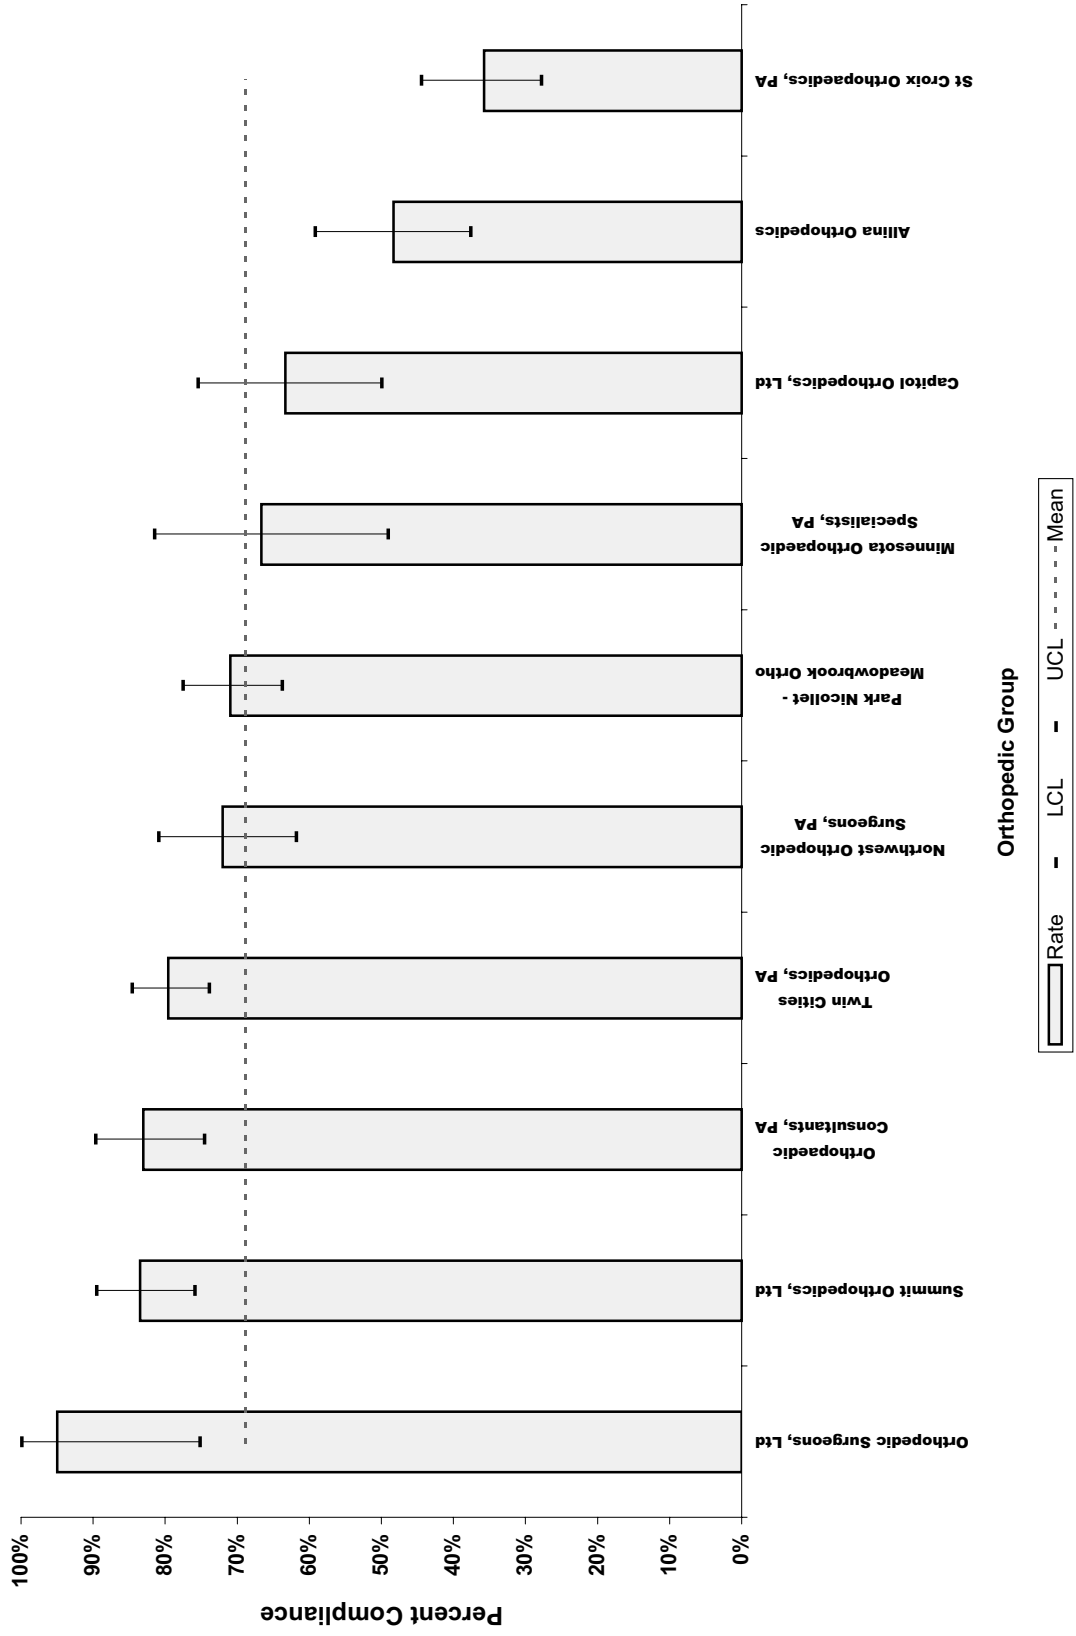 Percent Compliance
100%
90%
80%
70%
60%
50%
40%
30%
20%
10%
0%
Orthopedic Surgeons, Ltd
Summit Orthopedics, Ltd
Orthopaedic
Consultants, PA
Twin Cities
Orthopedics, PA
Northwest Orthopedic
Surgeons, PA
Park Nicollet -
Meadowbrook Ortho
Minnesota Orthopaedic
Specialists, PA
Capitol Orthopedics, Ltd
Allina Orthopedics
St Croix Orthopaedics, PA
Orthopedic Group
Rate
LCL
UCL
Mean